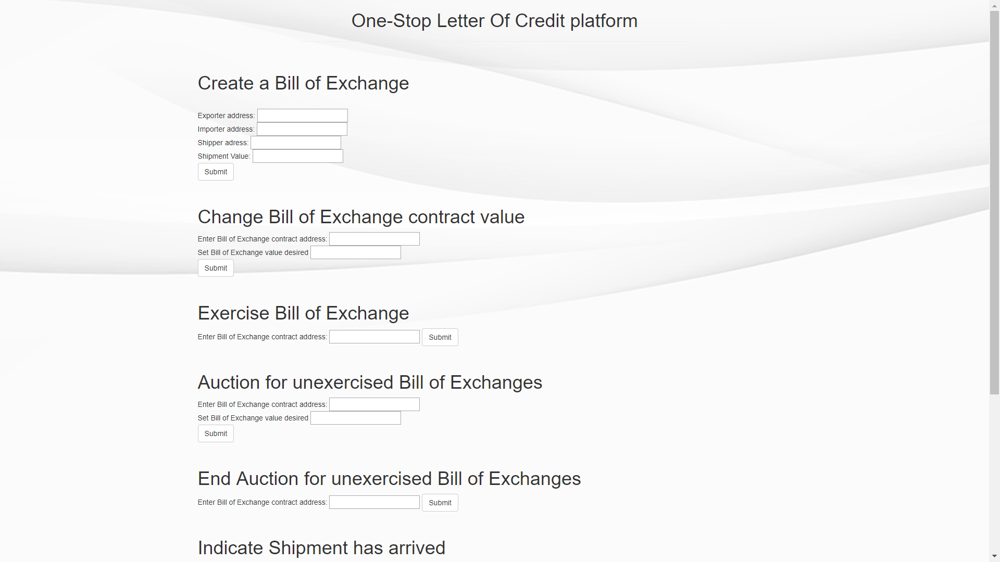 One-Stop Letter Of Credit platform
Create a Bill of Exchange
Exporter address:
Importer address:
Shipper adress:
Shipment Value:
Submit
Change Bill of Exchange contract value
Enter Bill of Exchange contract address:
Set Bill of Exchange value desired
Submit
Exercise Bill of Exchange
Enter Bill of Exchange contract address: Submit
Auction for unexercised Bill of Exchanges
Enter Bill of Exchange contract address:
Set Bill of Exchange value desired
Submit
End Auction for unexercised Bill of Exchanges
Enter Bill of Exchange contract address: Submit
Indicate Shipment has arrived